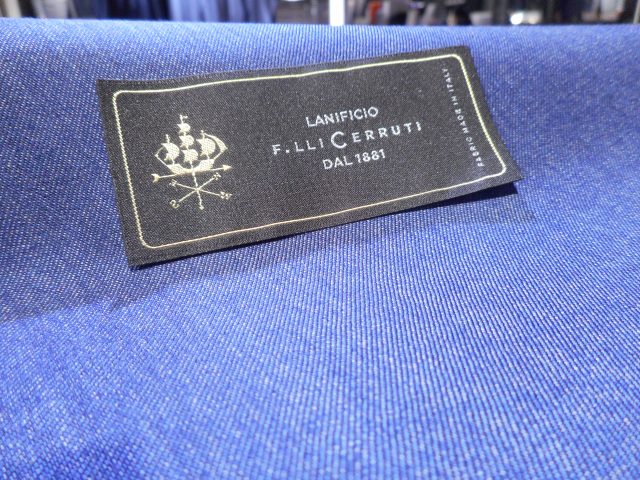 LANIFICIO
F.LLI CERRUTI
DAL 1881
FABRIC MADE IN ITALY